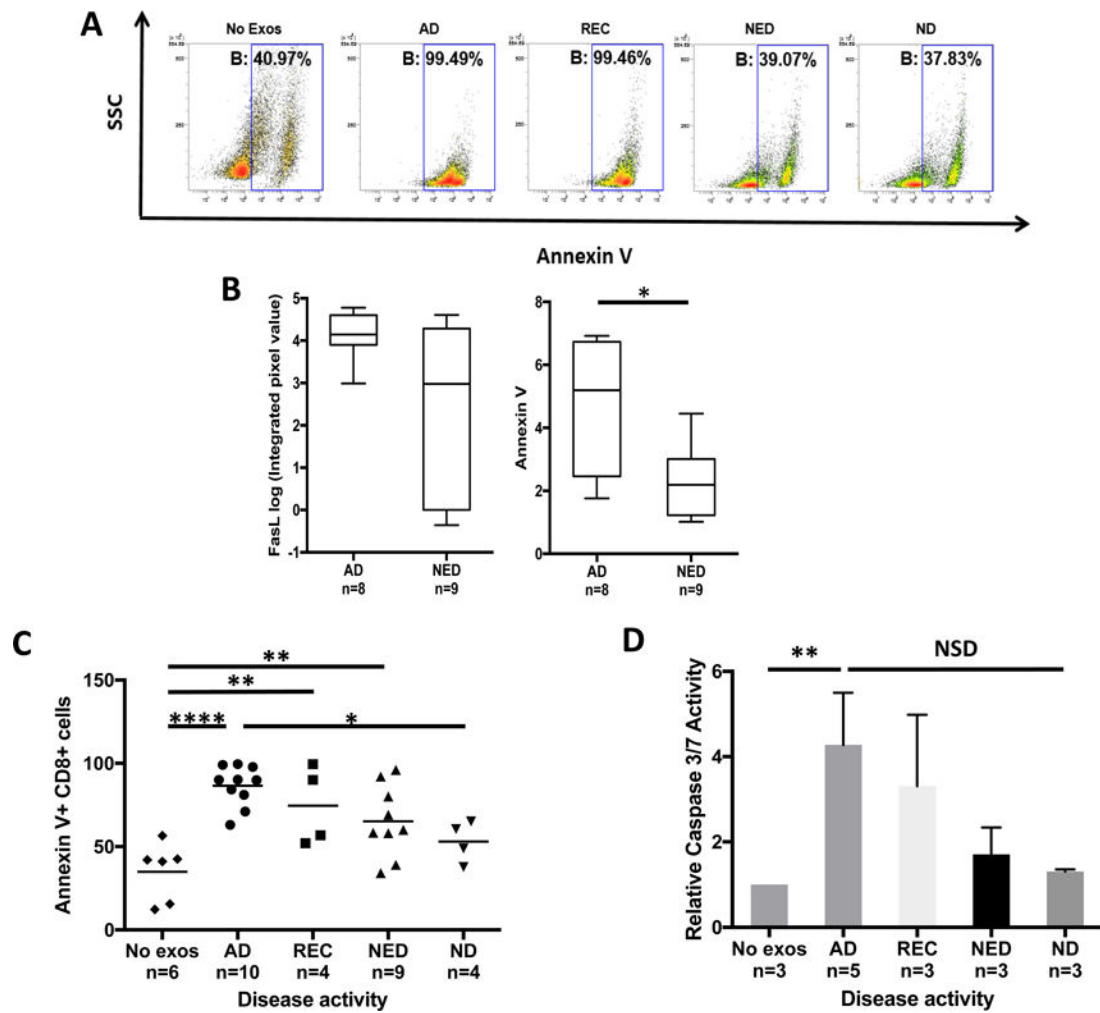 A
No Exos
AD
REC
NED
ND
B: 40.97%
B: 99.49%
B: 99.46%
B: 39.07%
B: 37.83%
SSC
Annexin V
B
FasL log (Integrated pixel value)
5
4
3
2
1
0
-1
AD
n=8
NED
n=9
*
Annexin V
8
6
4
2
0
AD
n=8
NED
n=9
C
**
**
****
*
Annexin V+ CD8+ cells
150
100
50
0
No exos
AD
REC
NED
ND
n=6
n=10
n=4
n=9
n=4
Disease activity
D
**
NSD
Relative Caspase 3/7 Activity
6
4
2
0
No exos
AD
REC
NED
ND
n=3
n=5
n=3
n=3
n=3
Disease activity